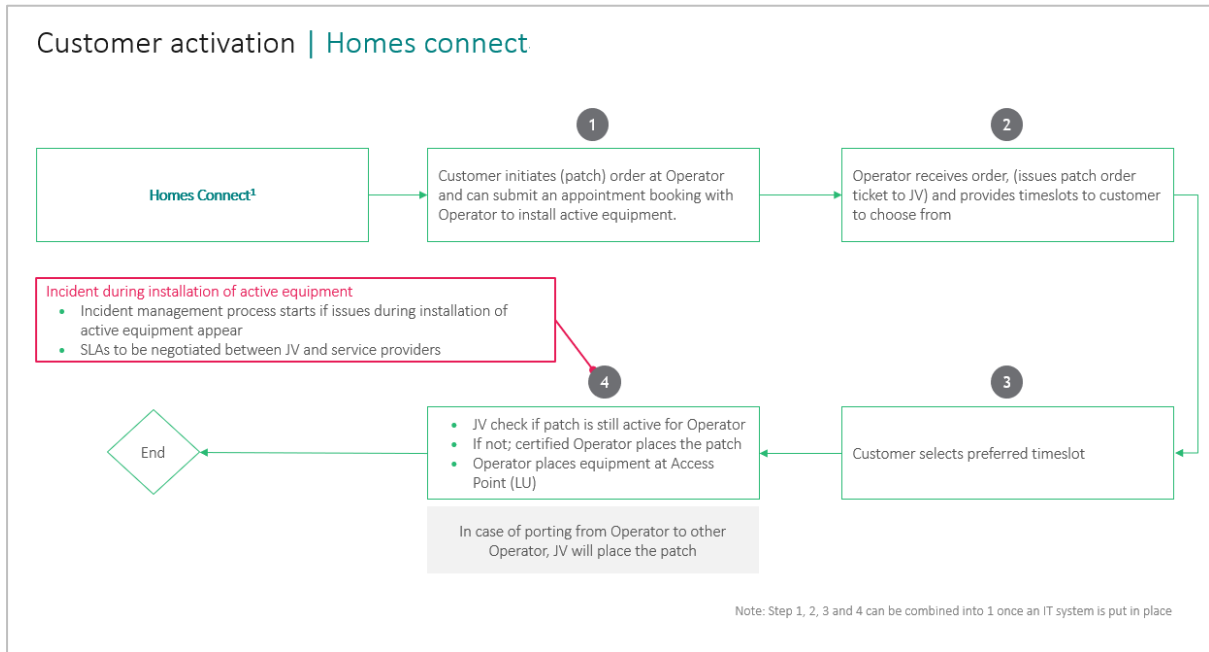 Customer activation | Homes connect
1
2
Homes Connect¹
Customer initiates (patch) order at Operator
and can submit an appointment booking with
Operator to install active equipment.
Operator receives order, (issues patch order
ticket to JV) and provides timeslots to customer
to choose from
Incident during installation of active equipment
• Incident management process starts if issues during installation of
active equipment appear
• SLAs to be negotiated between JV and service providers
4
3
End
• JV check if patch is still active for Operator
• If not; certified Operator places the patch
• Operator places equipment at Access
Point (LU)
Customer selects preferred timeslot
In case of porting from Operator to other
Operator, JV will place the patch
Note: Step 1, 2, 3 and 4 can be combined into 1 once an IT system is put in place